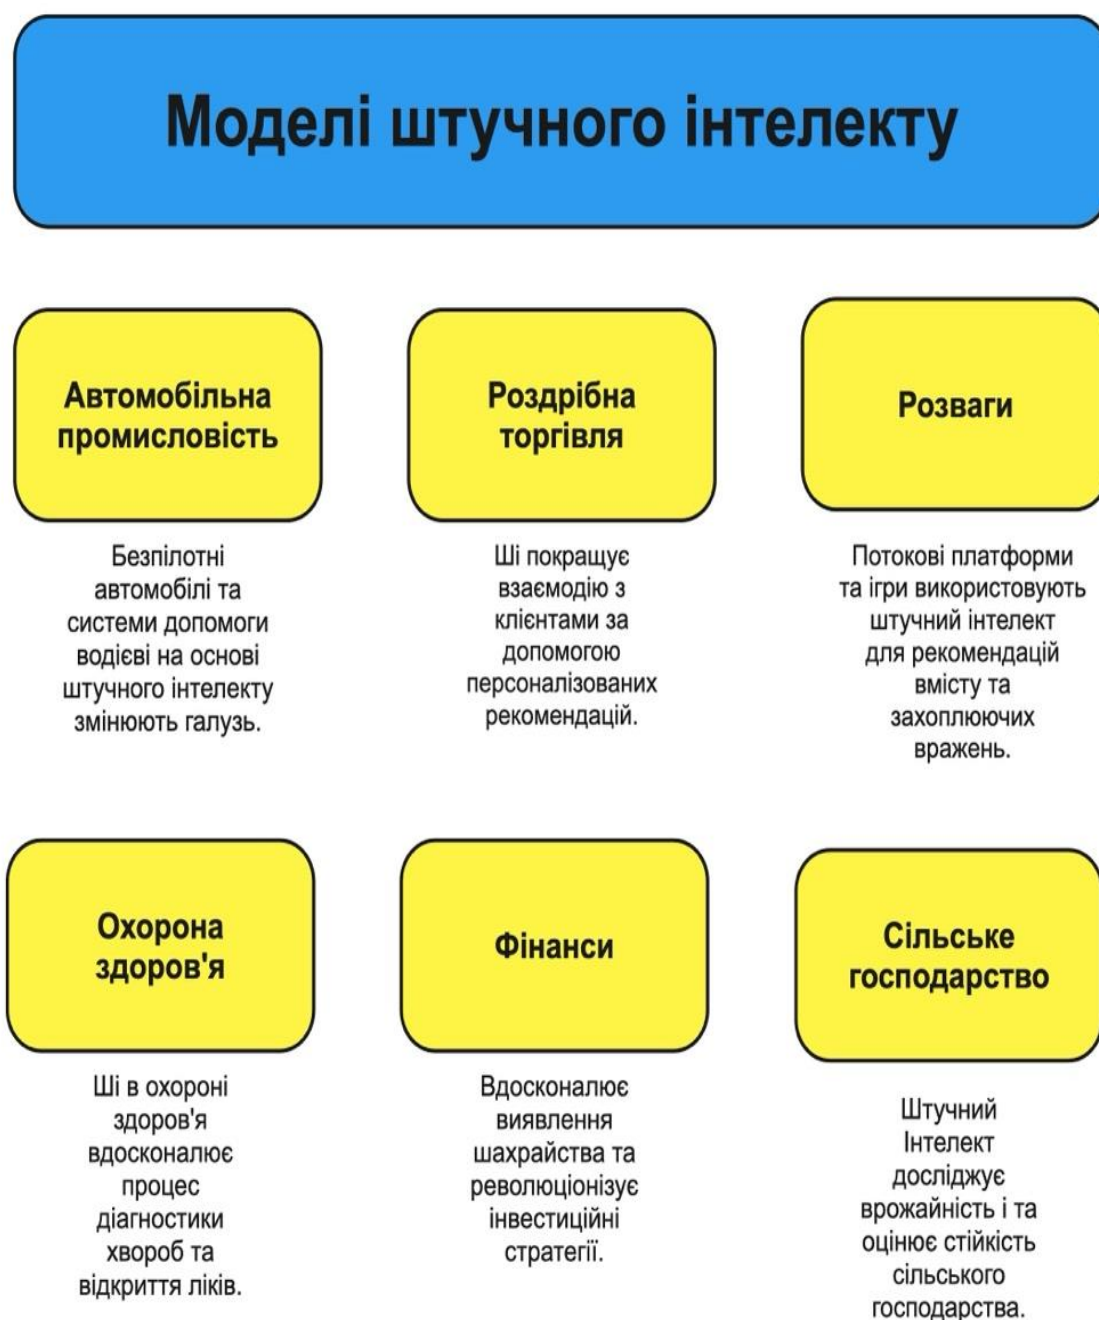 Моделі штучного інтелекту
Автомобільна
промисловість
Безпілотні
автомобілі та
системи допомоги
водієві на основі
штучного інтелекту
змінюють галузь.
Роздрібна
торгівля
Ші покращує
взаємодію з
клієнтами за
допомогою
персоналізованих
рекомендацій.
Розваги
Потокові платформи
та ігри використовують
штучний інтелект
для рекомендацій
вмісту та
захоплюючих
вражень.
Охорона
здоров'я
Ші в охороні
здоров'я
вдосконалює
процес
діагностики
хвороб та
відкриття ліків.
Фінанси
Вдосконалює
виявлення
шахрайства та
революціонізує
інвестиційні
стратегії.
Сільське
господарство
Штучний
Інтелект
досліджує
врожайність і та
оцінює стійкість
сільського
господарства.